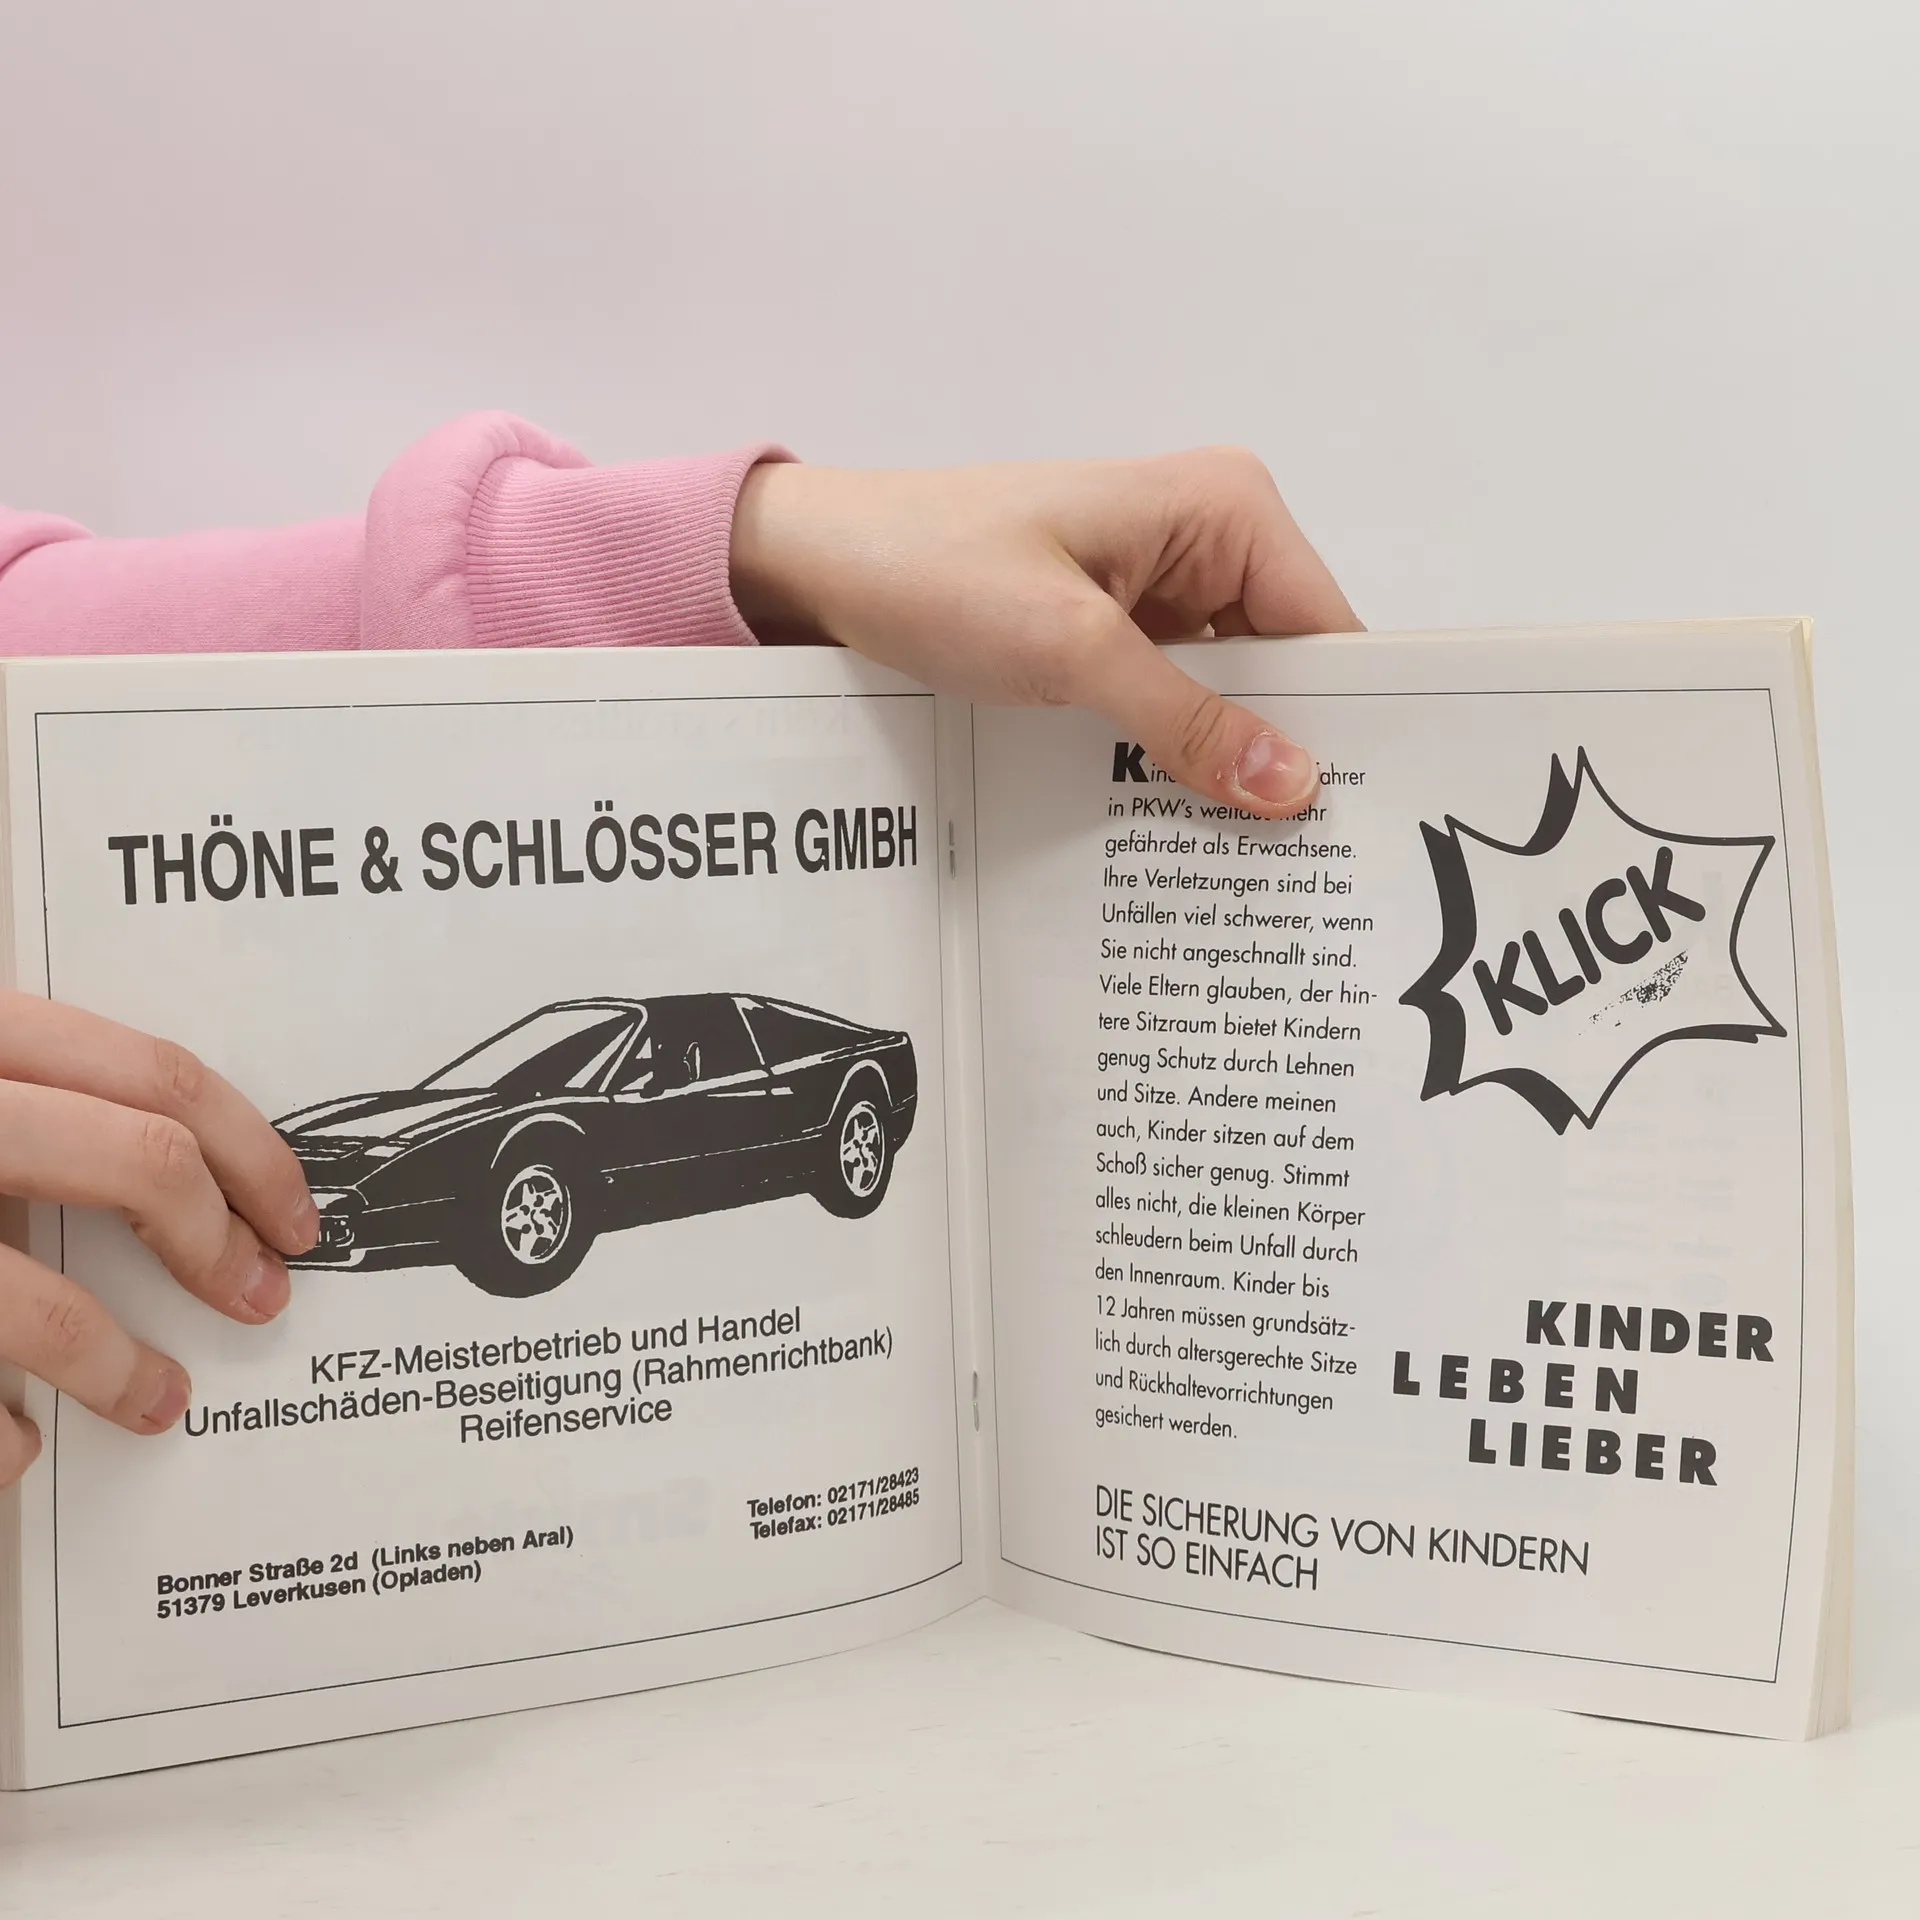 THÖNE & SCHLÖSSER GMBH
KFZ-Meisterbetrieb und Handel
Unfallschäden-Beseitigung (Rahmenrichtbank)
Reifenservice
Telefon: 02171/28423
Telefax: 02171/28485
Bonner Straße 2d (Links neben Aral)
51379 Leverkusen (Opladen)
in PKW's mehr
gefährdet als Erwachsene.
Ihre Verletzungen sind bei
Unfällen viel schwerer, wenn
Sie nicht angeschnallt sind.
Viele Eltern glauben, der hin-
tere Sitzraum bietet Kindern
genug Schutz durch Lehnen
und Sitze. Andere meinen
auch, Kinder sitzen auf dem
Schoß sicher genug. Stimmt
alles nicht, die kleinen Körper
schleudern beim Unfall durch
den Innenraum. Kinder bis
12 Jahren müssen grundsätz-
lich durch altersgerechte Sitze
und Rückhaltevorrichtungen
gesichert werden.
KLICK
KINDER
LEBEN
LIEBER
DIE SICHERUNG VON KINDERN
IST SO EINFACH